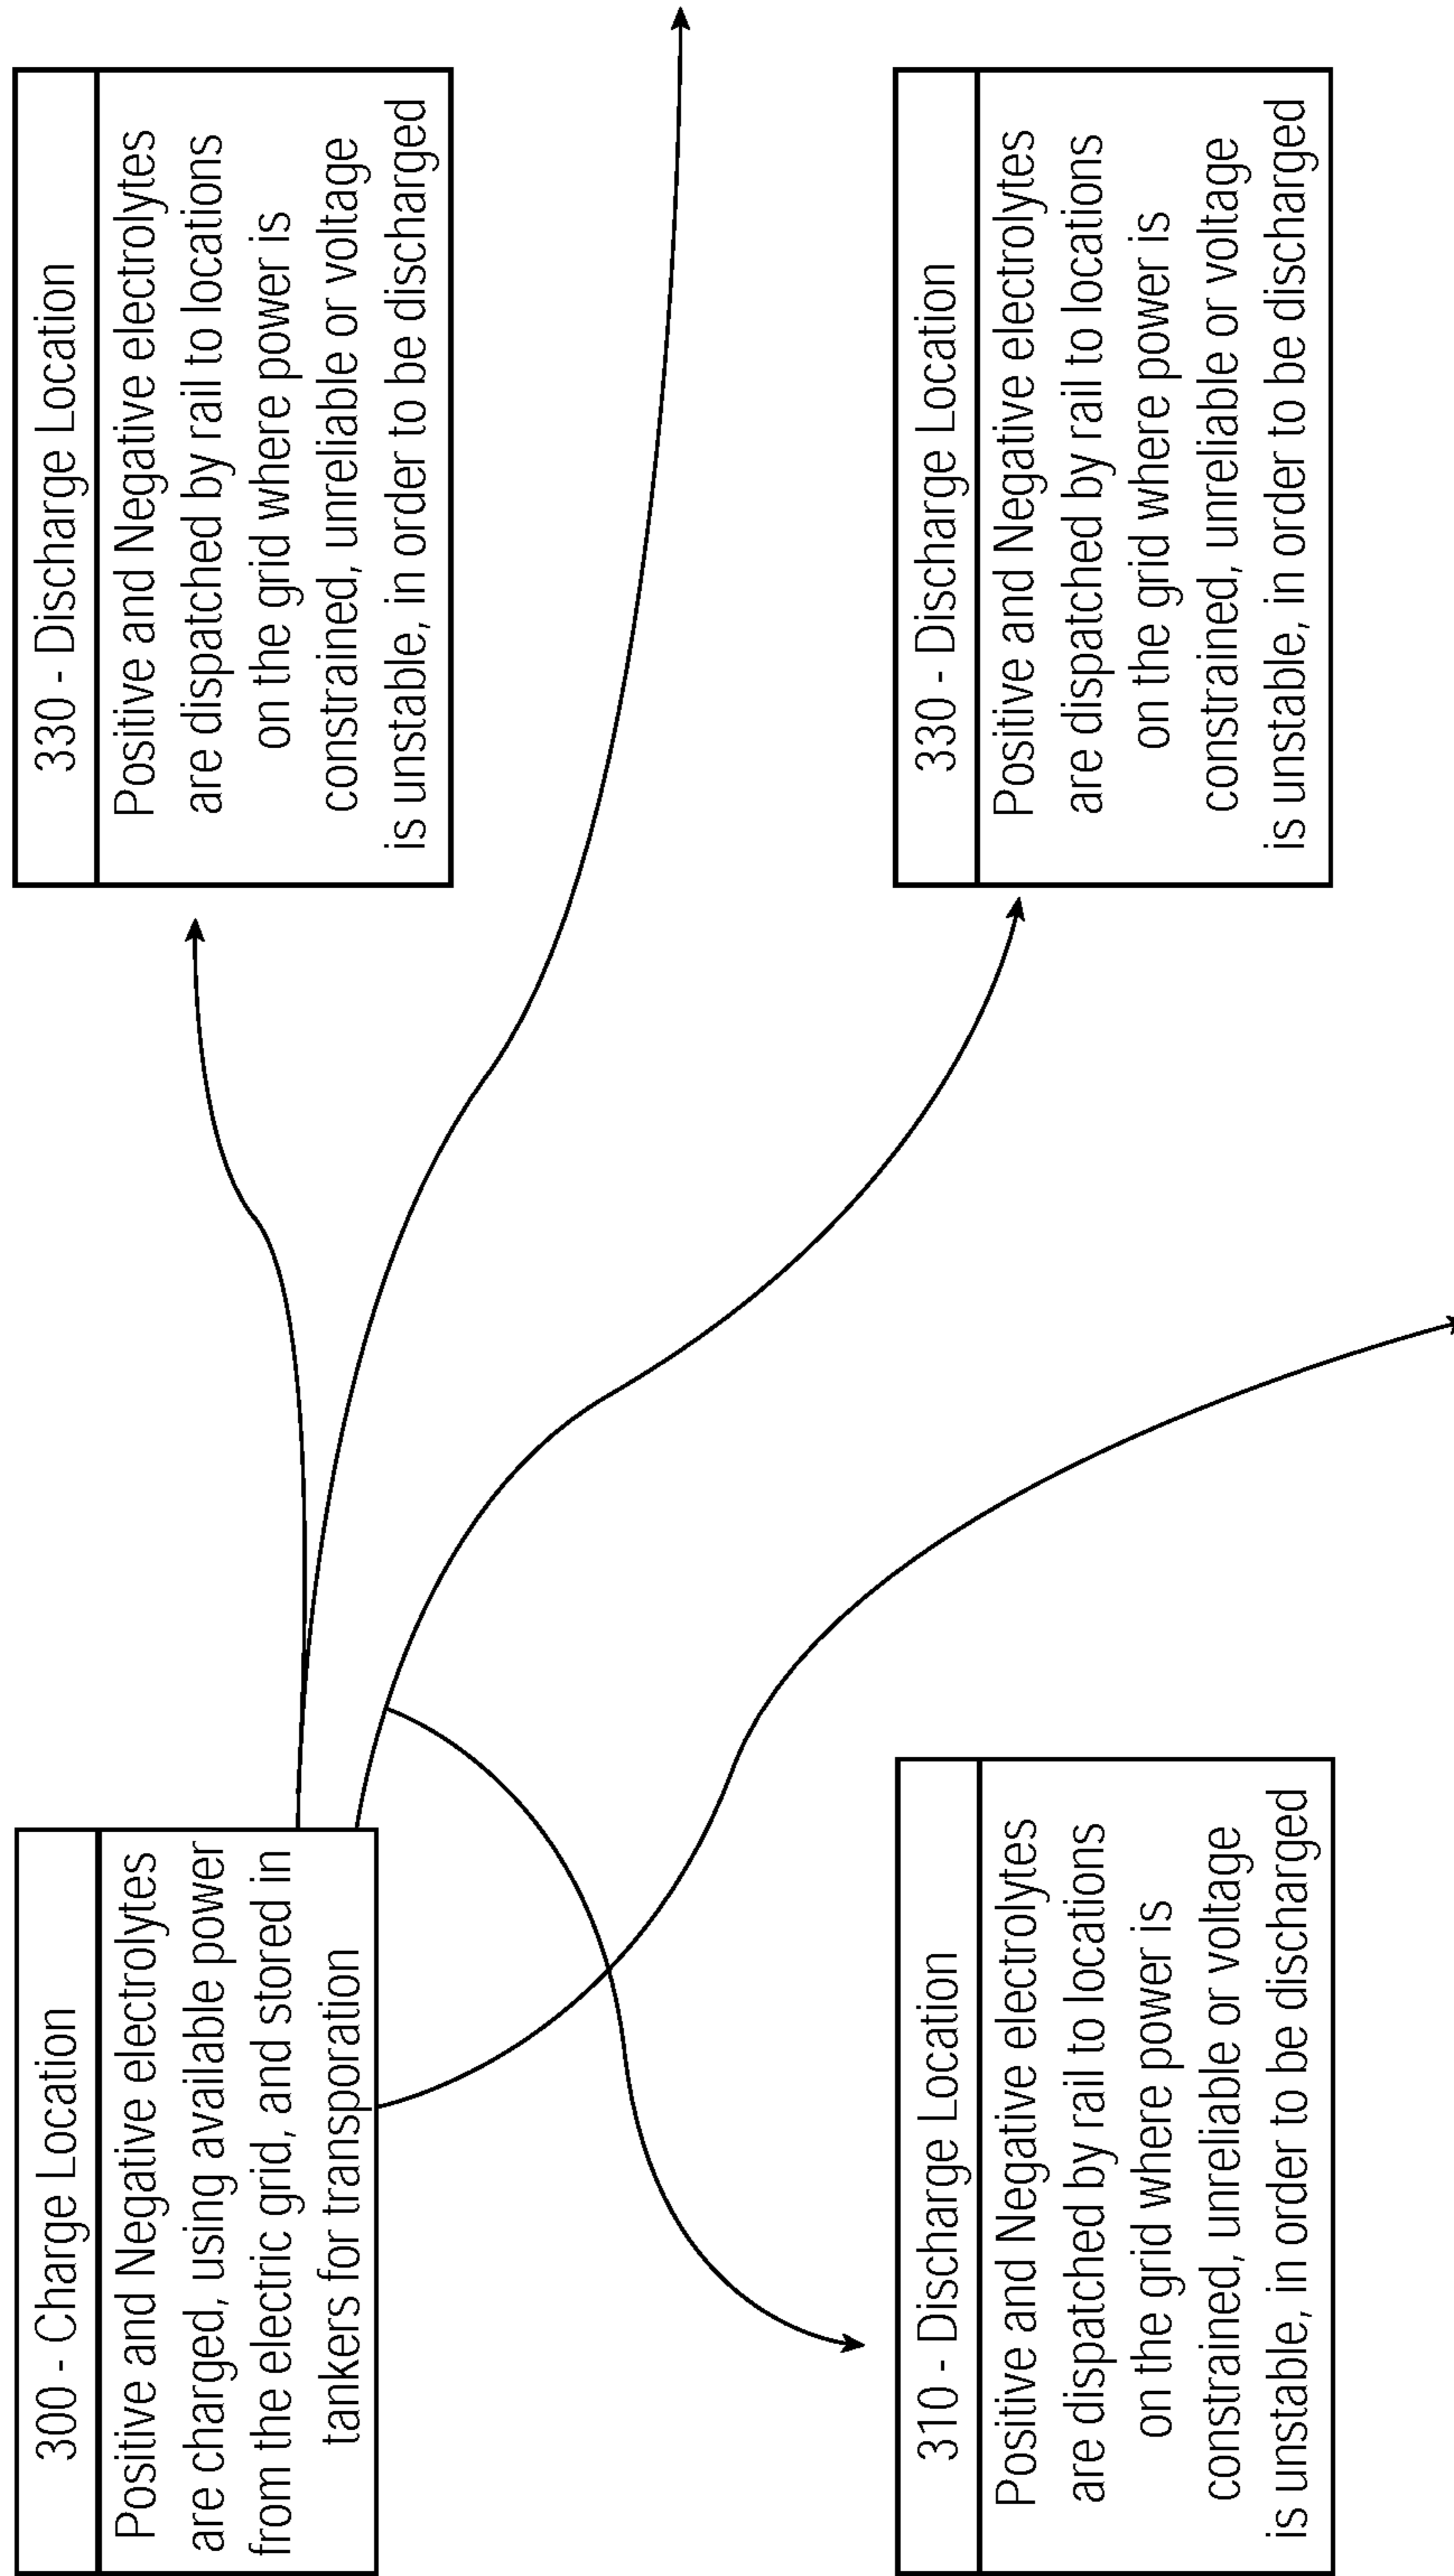 300 - Charge Location
Positive and Negative electrolytes
are charged, using available power
from the electric grid, and stored in
tankers for transporation
330 - Discharge Location
Positive and Negative electrolytes
are dispatched by rail to locations
on the grid where power is
constrained, unreliable or voltage
is unstable, in order to be discharged
310 - Discharge Location
Positive and Negative electrolytes
are dispatched by rail to locations
on the grid where power is
constrained, unreliable or voltage
is unstable, in order to be discharged
330 - Discharge Location
Positive and Negative electrolytes
are dispatched by rail to locations
on the grid where power is
constrained, unreliable or voltage
is unstable, in order to be discharged